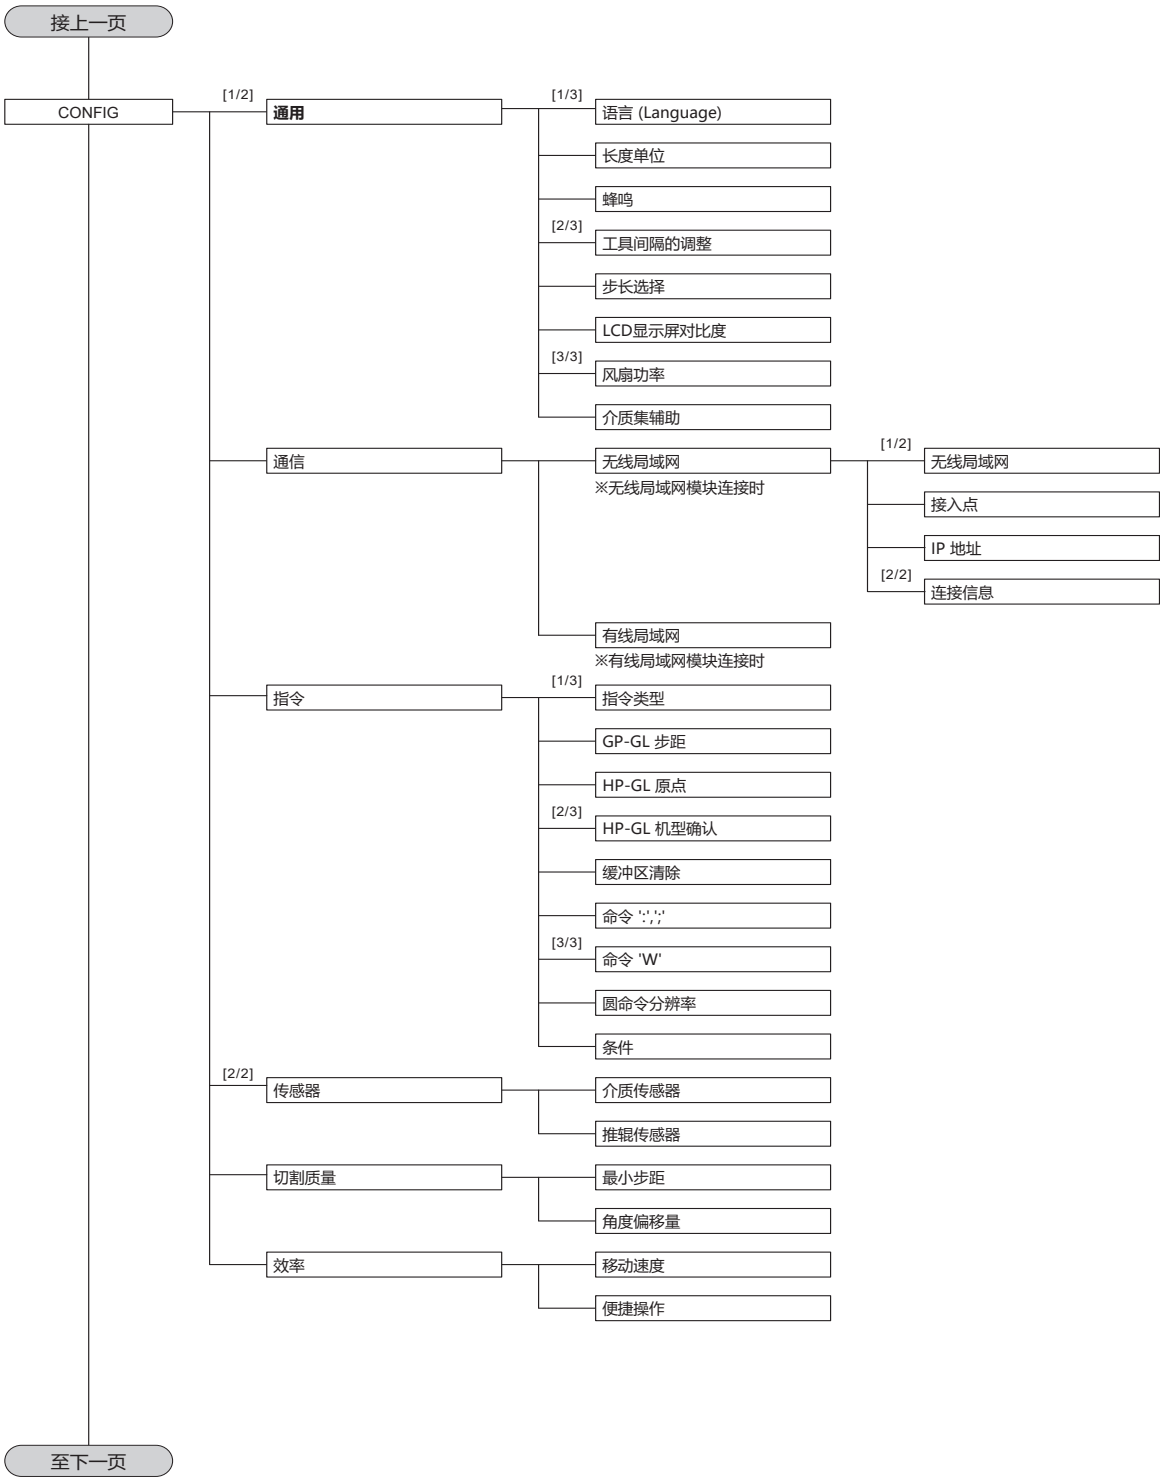 接上一页
[1/2]
[1/3]
CONFIG
通用
语言 (Language)
长度单位
蜂鸣
[2/3]
工具间隔的调整
步长选择
LCD显示屏对比度
[3/3]
风扇功率
介质集辅助
[1/2]
通信
无线局域网
无线局域网
※无线局域网模块连接时
接入点
IP 地址
[2/2]
连接信息
有线局域网
※有线局域网模块连接时
[1/3]
指令
指令类型
GP-GL 步距
HP-GL 原点
[2/3]
HP-GL 机型确认
缓冲区清除
命令 ':',';'
[3/3]
命令 'W'
圆命令分辨率
条件
[2/2]
传感器
介质传感器
推辊传感器
切割质量
最小步距
角度偏移量
效率
移动速度
便捷操作
至下一页